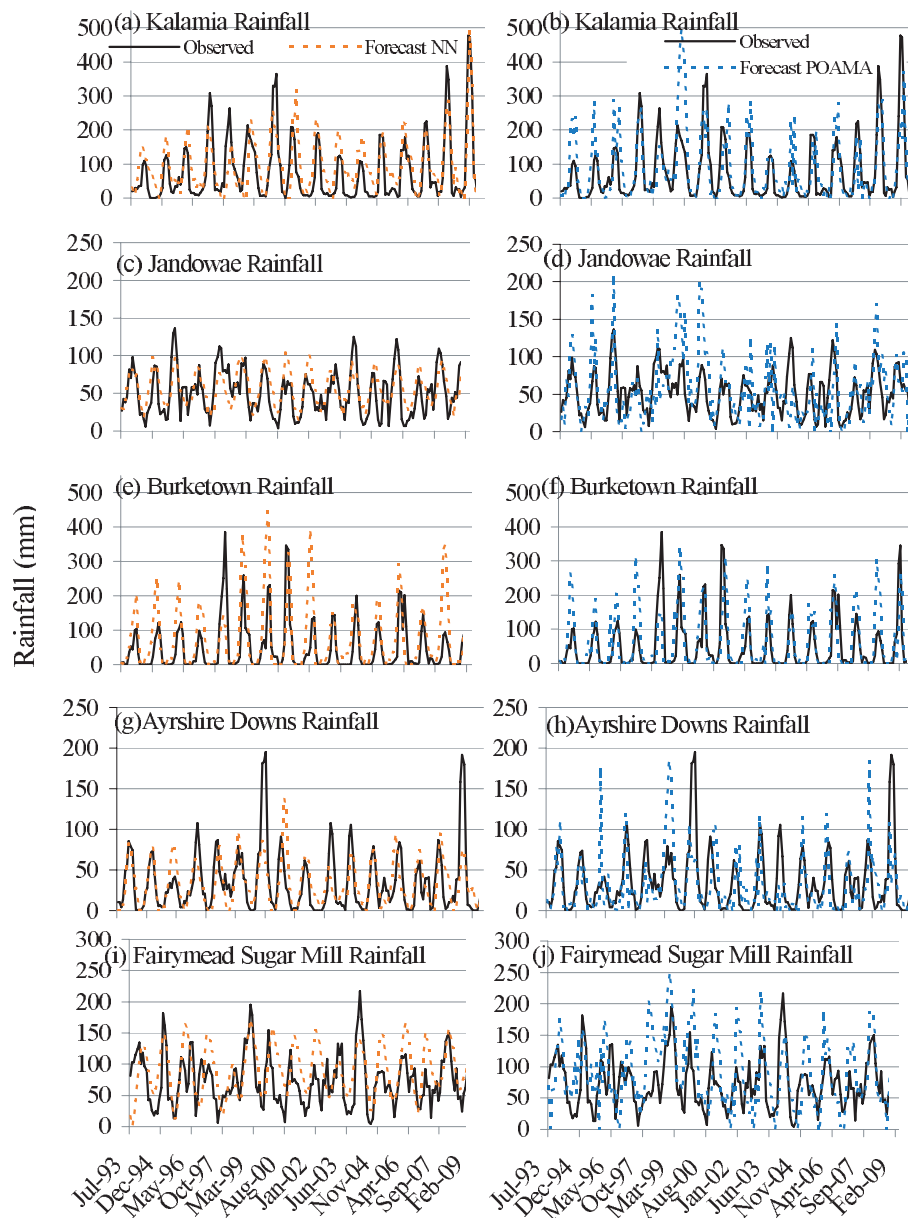 (a) Kalamia Rainfall
Observed
Forecast NN
500
400
300
200
100
0
(b) Kalamia Rainfall
Observed
Forecast POAMA
500
400
300
200
100
0
(c) Jandowae Rainfall
250
200
150
100
50
0
(d) Jandowae Rainfall
250
200
150
100
50
0
Rainfall (mm)
(e) Burketown Rainfall
500
400
300
200
100
0
(f) Burketown Rainfall
500
400
300
200
100
0
(g)Ayrshire Downs Rainfall
250
200
150
100
50
0
(h)Ayrshire Downs Rainfall
250
200
150
100
50
0
(i) Fairymead Sugar Mill Rainfall
300
250
200
150
100
50
0
(j) Fairymead Sugar Mill Rainfall
300
250
200
150
100
50
0
Jul-93
Dec-94
May-96
Oct-97
Mar-99
Aug-00
Jan-02
Jun-03
Nov-04
Apr-06
Sep-07
Feb-09
Jul-93
Dec-94
May-96
Oct-97
Mar-99
Aug-00
Jan-02
Jun-03
Nov-04
Apr-06
Sep-07
Feb-09